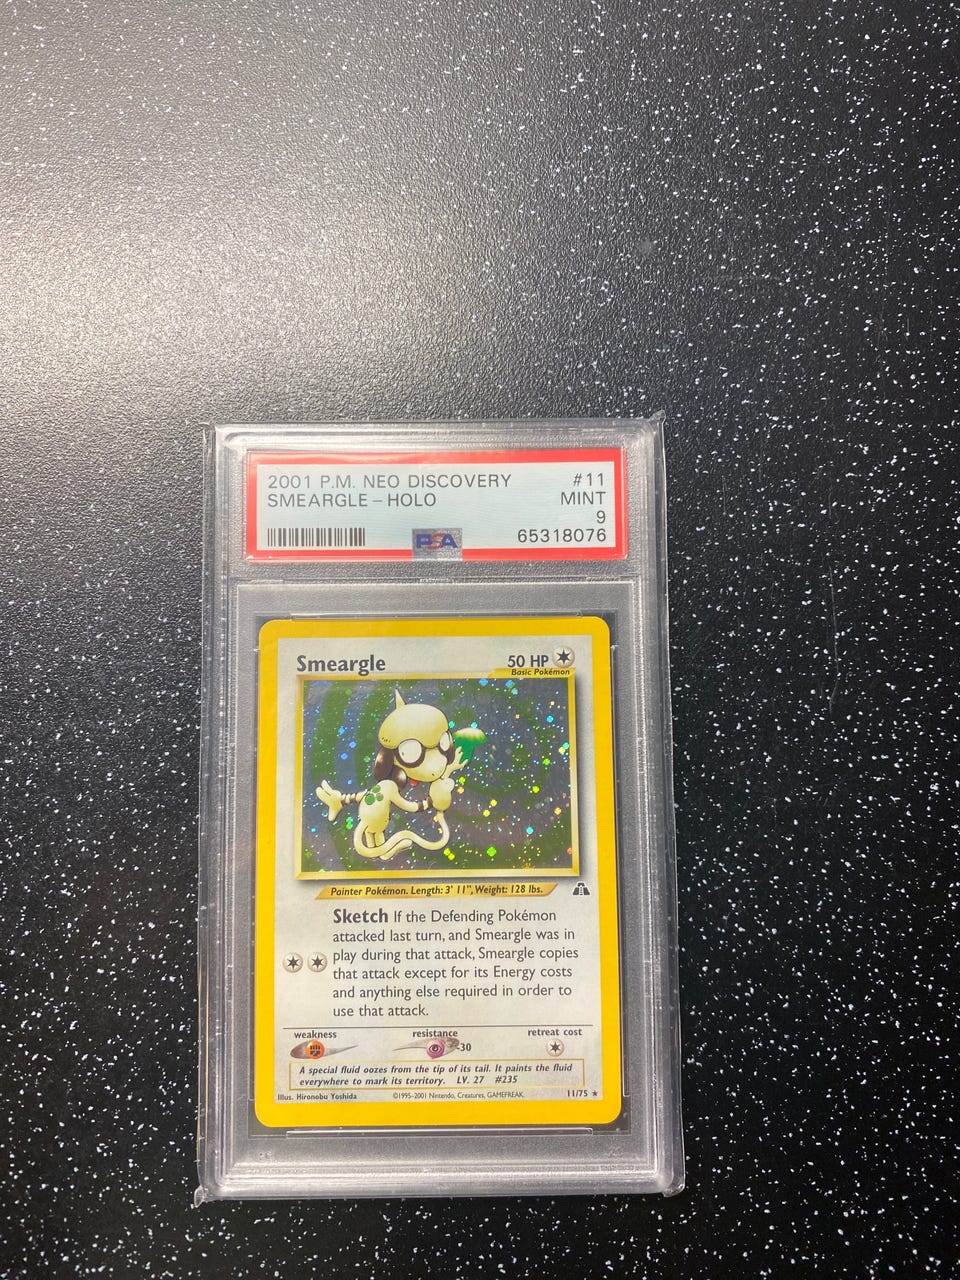 2001 P.M. NEO DISCOVERY #11
SMEARGLE - HOLO MINT
9
PSA 65318076
Smeargle 50 HP
Basic Pokémon
Painter Pokémon. Length: 3' 11", Weight: 128 lbs.
Sketch If the Defending Pokémon
attacked last turn, and Smeargle was in
play during that attack, Smeargle copies
that attack except for its Energy costs
and anything else required in order to
use that attack.
weakness resistance retreat cost
-30
A special fluid oozes from the tip of its tail. It paints the fluid
everywhere to mark its territory. LV. 27 #235
Illus. Hironobu Yoshida ©1995-2001 Nintendo, Creatures, GAMEFREAK. 11/75 ★